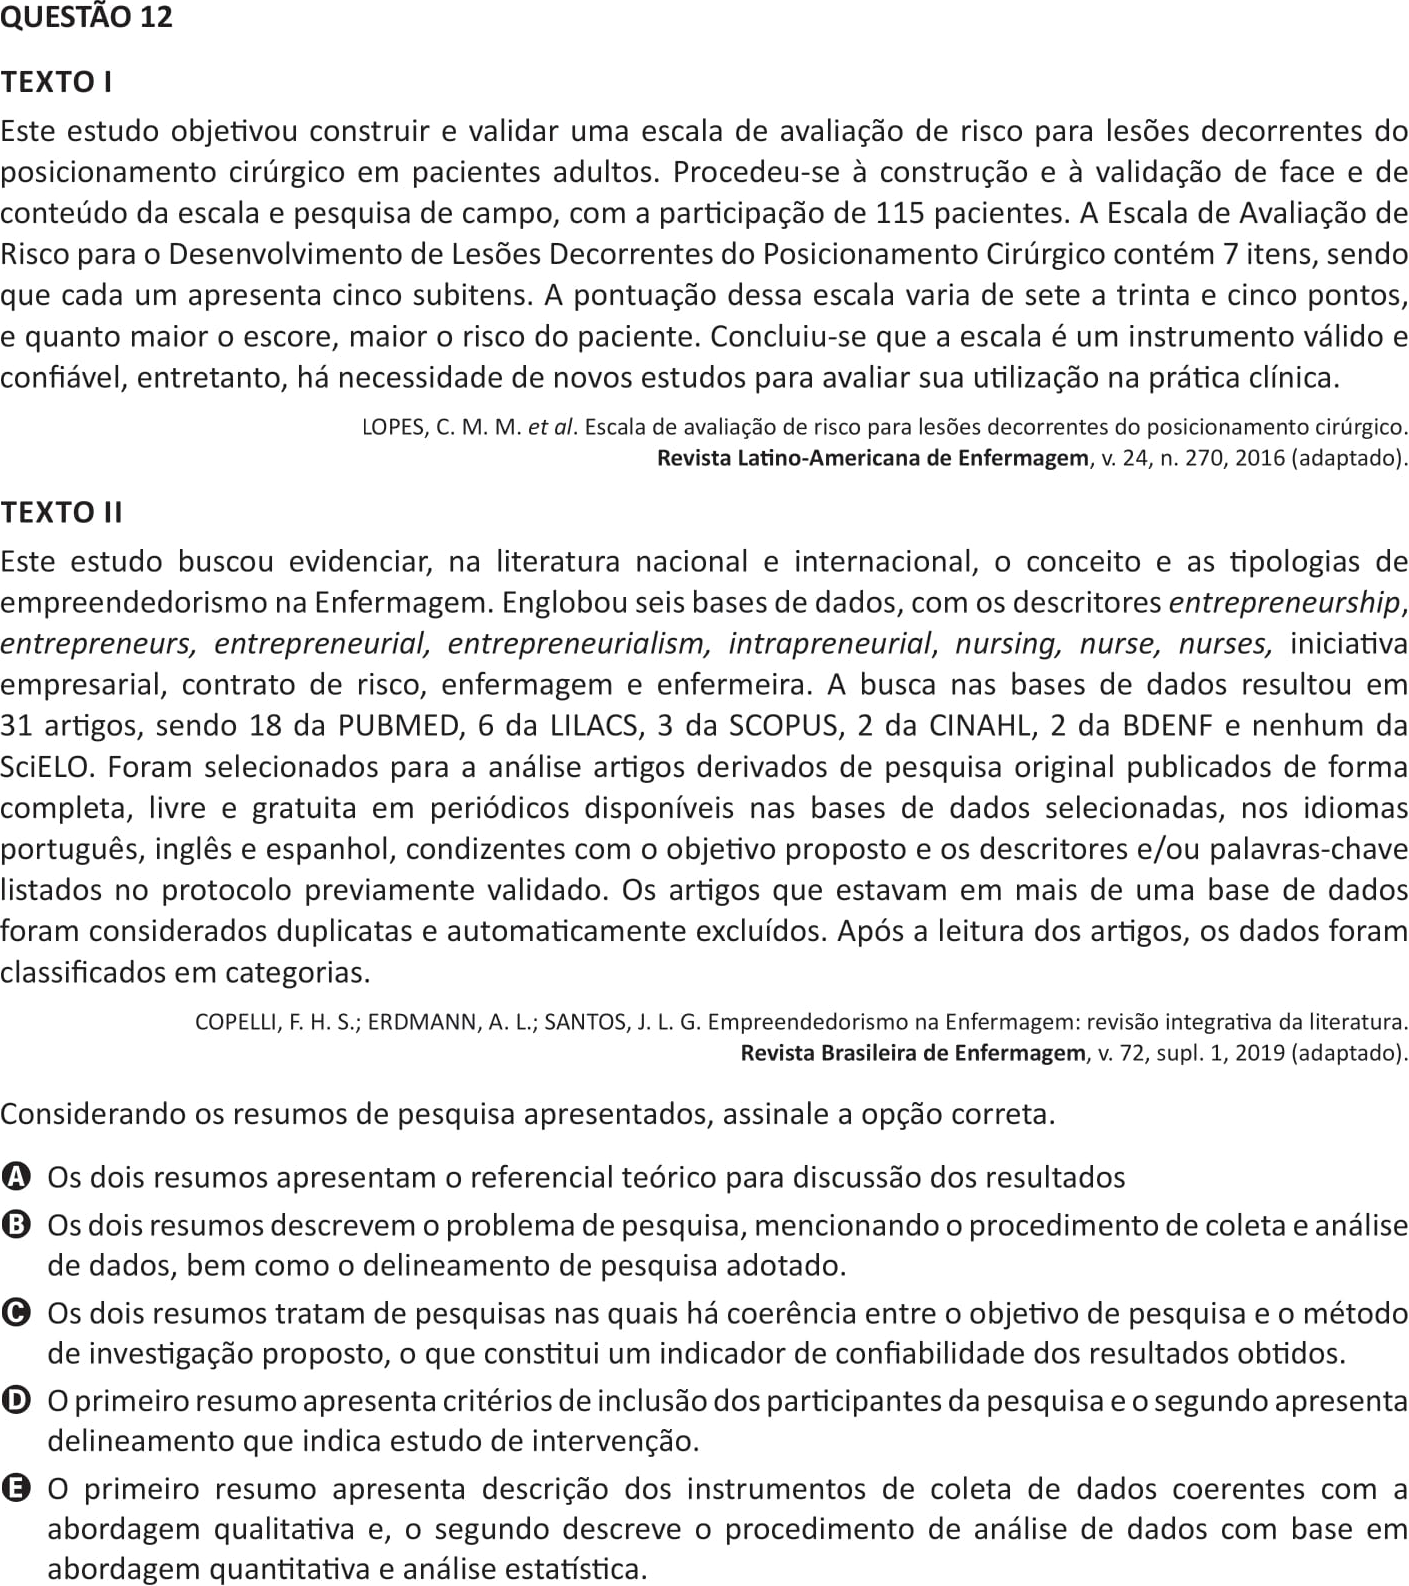 QUESTÃO 12
TEXTO I
Este estudo objetivou construir e validar uma escala de avaliação de risco para lesões decorrentes do
posicionamento cirúrgico em pacientes adultos. Procedeu-se à construção e à validação de face e de
conteúdo da escala e pesquisa de campo, com a participação de 115 pacientes. A Escala de Avaliação de
Risco para o Desenvolvimento de Lesões Decorrentes do Posicionamento Cirúrgico contém 7 itens, sendo
que cada um apresenta cinco subitens. A pontuação dessa escala varia de sete a trinta e cinco pontos,
e quanto maior o escore, maior o risco do paciente. Concluiu-se que a escala é um instrumento válido e
confiável, entretanto, há necessidade de novos estudos para avaliar sua utilização na prática clínica.
LOPES, C. M. M. et al. Escala de avaliação de risco para lesões decorrentes do posicionamento cirúrgico.
Revista Latino-Americana de Enfermagem, v. 24, n. 270, 2016 (adaptado).
TEXTO II
Este estudo buscou evidenciar, na literatura nacional e internacional, o conceito e as tipologias de
empreendedorismo na Enfermagem. Englobou seis bases de dados, com os descritores entrepreneurship,
entrepreneurs, entrepreneurial, entrepreneurialism, intrapreneurial, nursing, nurse, nurses, iniciativa
empresarial, contrato de risco, enfermagem e enfermeira. A busca nas bases de dados resultou em
31 artigos, sendo 18 da PUBMED, 6 da LILACS, 3 da SCOPUS, 2 da CINAHL, 2 da BDENF e nenhum da
SciELO. Foram selecionados para a análise artigos derivados de pesquisa original publicados de forma
completa, livre e gratuita em periódicos disponíveis nas bases de dados selecionadas, nos idiomas
português, inglês e espanhol, condizentes com o objetivo proposto e os descritores e/ou palavras-chave
listados no protocolo previamente validado. Os artigos que estavam em mais de uma base de dados
foram considerados duplicatas e automaticamente excluídos. Após a leitura dos artigos, os dados foram
classificados em categorias.
COPELLI, F. H. S.; ERDMANN, A. L.; SANTOS, J. L. G. Empreendedorismo na Enfermagem: revisão integrativa da literatura.
Revista Brasileira de Enfermagem, v. 72, supl. 1, 2019 (adaptado).
Considerando os resumos de pesquisa apresentados, assinale a opção correta.
A Os dois resumos apresentam o referencial teórico para discussão dos resultados
B Os dois resumos descrevem o problema de pesquisa, mencionando o procedimento de coleta e análise
de dados, bem como o delineamento de pesquisa adotado.
C Os dois resumos tratam de pesquisas nas quais há coerência entre o objetivo de pesquisa e o método
de investigação proposto, o que constitui um indicador de confiabilidade dos resultados obtidos.
D O primeiro resumo apresenta critérios de inclusão dos participantes da pesquisa e o segundo apresenta
delineamento que indica estudo de intervenção.
E O primeiro resumo apresenta descrição dos instrumentos de coleta de dados coerentes com a
abordagem qualitativa e, o segundo descreve o procedimento de análise de dados com base em
abordagem quantitativa e análise estatística.